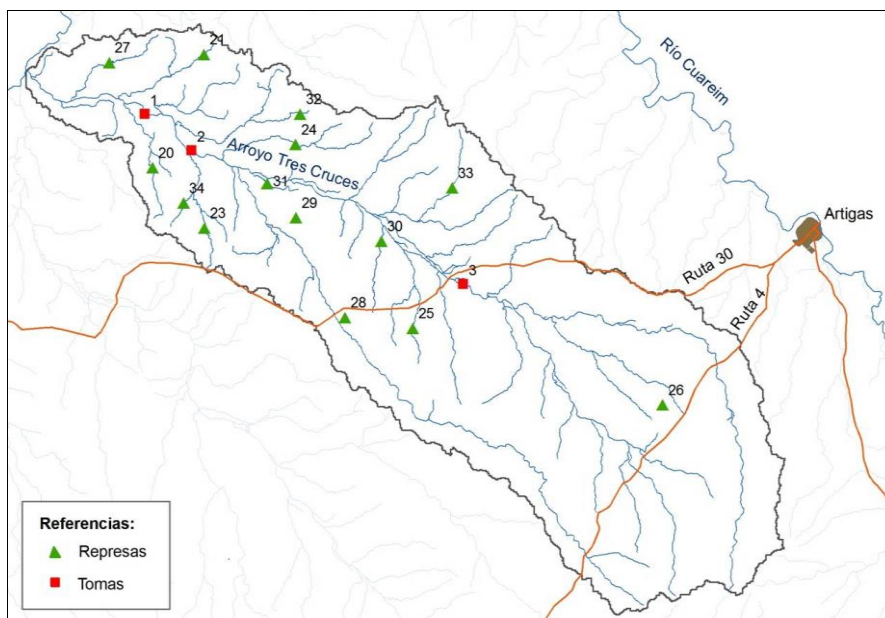 27
21
1
32
2
24
Arroyo Tres Cruces
20
31
33
34
29
23
30
3
28
25
26
Río Cuareim
Artigas
Ruta 30
Ruta 4
Referencias:
Represas
Tomas